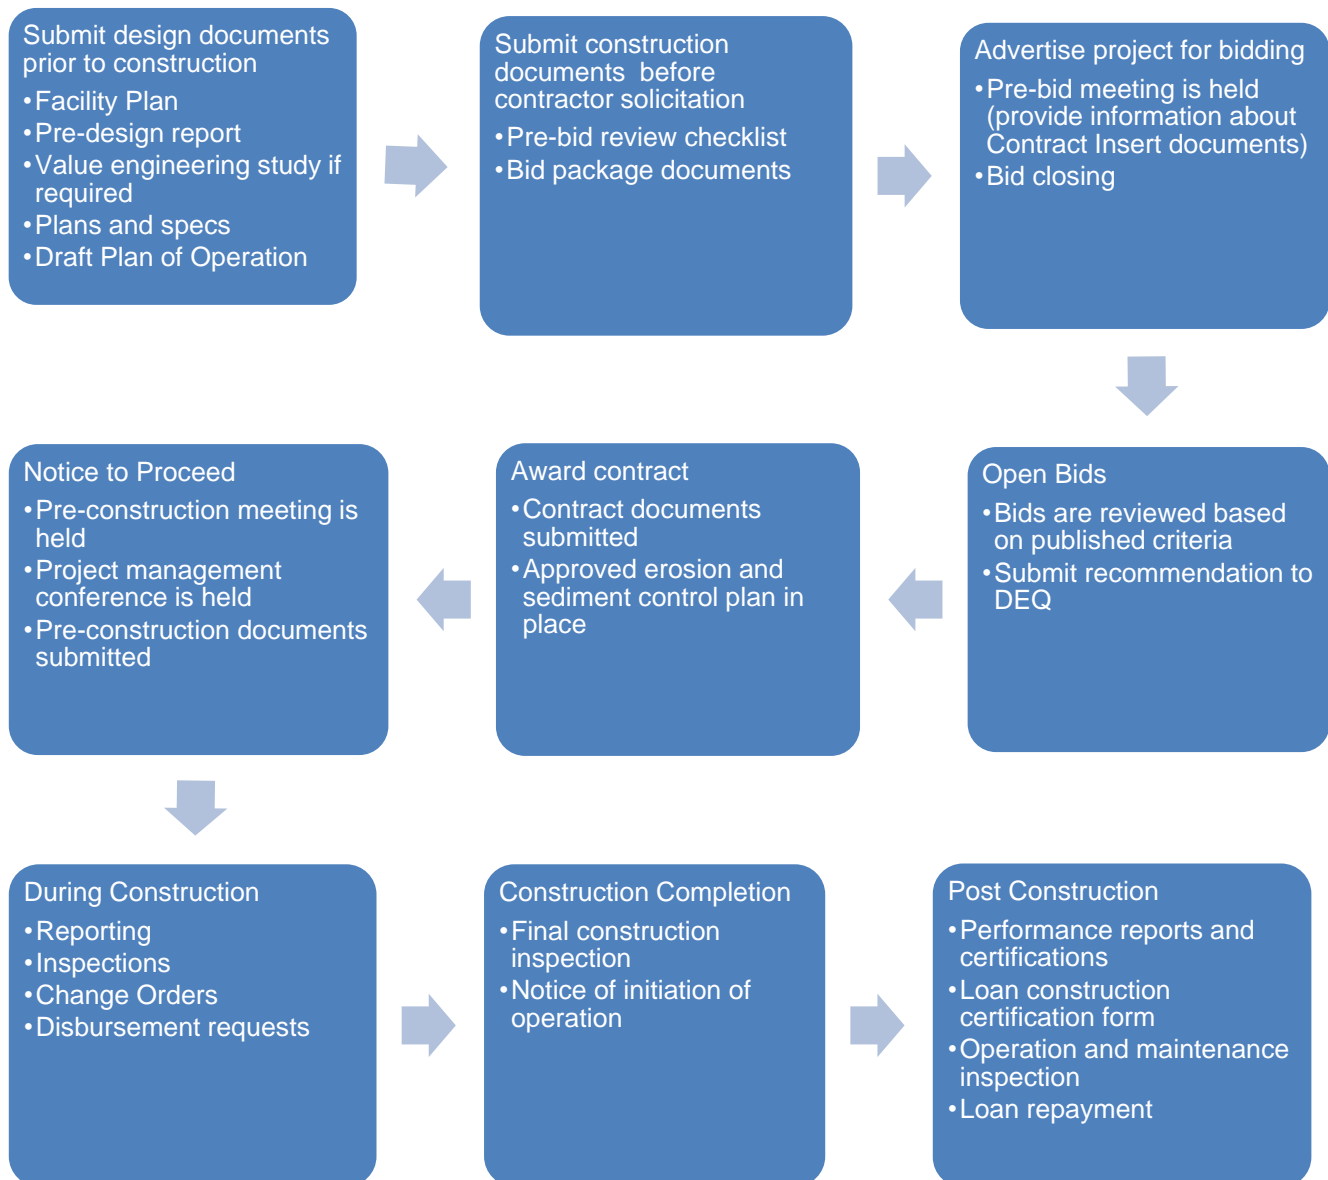 Submit design documents
prior to construction
•Facility Plan
•Pre-design report
•Value engineering study if
required
•Plans and specs
•Draft Plan of Operation
Submit construction
documents  before
contractor solicitation
•Pre-bid review checklist
•Bid package documents
Advertise project for bidding
•Pre-bid meeting is held
(provide information about
Contract Insert documents)
•Bid closing
Open Bids
•Bids are reviewed based
on published criteria
•Submit recommendation to
DEQ
Award contract
•Contract documents
submitted
•Approved erosion and
sediment control plan in
place
Notice to Proceed
•Pre-construction meeting is
held
•Project management
conference is held
•Pre-construction documents
submitted
During Construction
•Reporting
•Inspections
•Change Orders
•Disbursement requests
Construction Completion
•Final construction
inspection
•Notice of initiation of
operation
Post Construction
•Performance reports and
certifications
•Loan construction
certification form
•Operation and maintenance
inspection
•Loan repayment